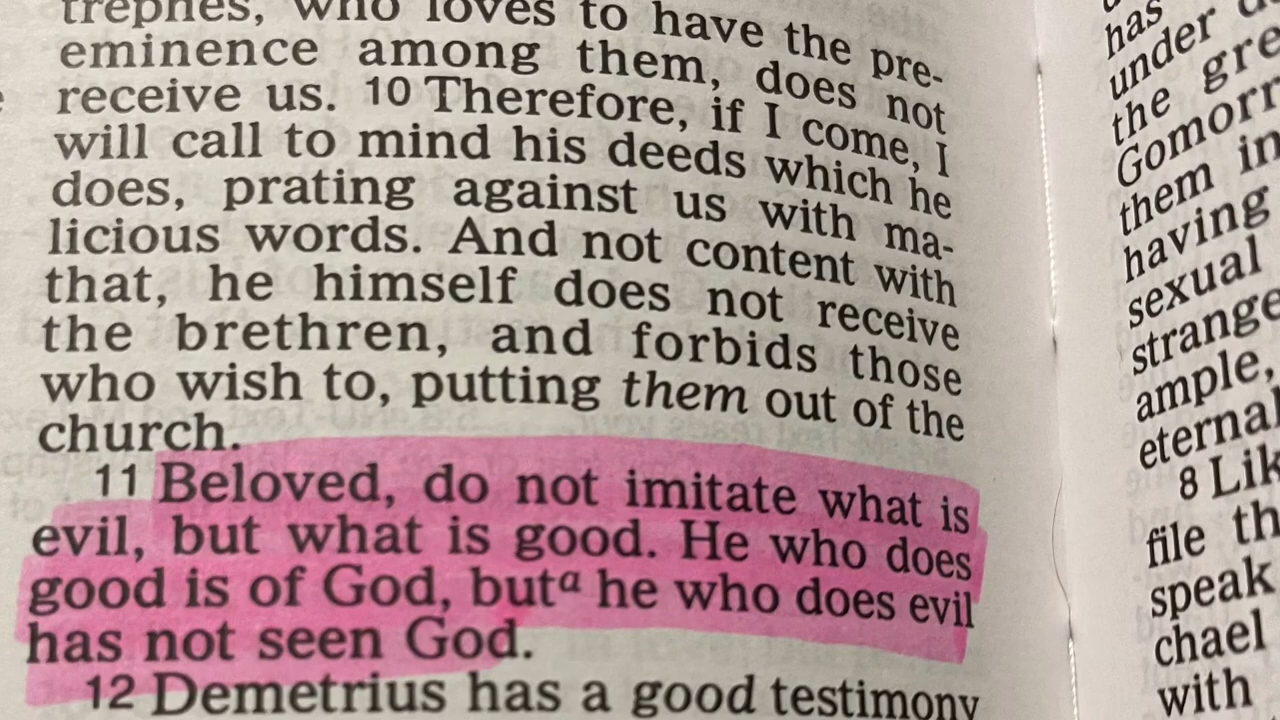 trephes, who loves to have the pre-
eminence among them, does not
receive us. 10 Therefore, if I come, I
will call to mind his deeds which he
does, prating against us with ma-
licious words. And not content with
that, he himself does not receive
the brethren, and forbids those
who wish to, putting them out of the
church.
11 Beloved, do not imitate what is
evil, but what is good. He who does
good is of God, but a he who does evil
has not seen God.
12 Demetrius has a good testimony
has
under
the gre
Gomorr
them in
having
sexual
strange
ample,
eternal
8 Lik
file th
speak
chael
with